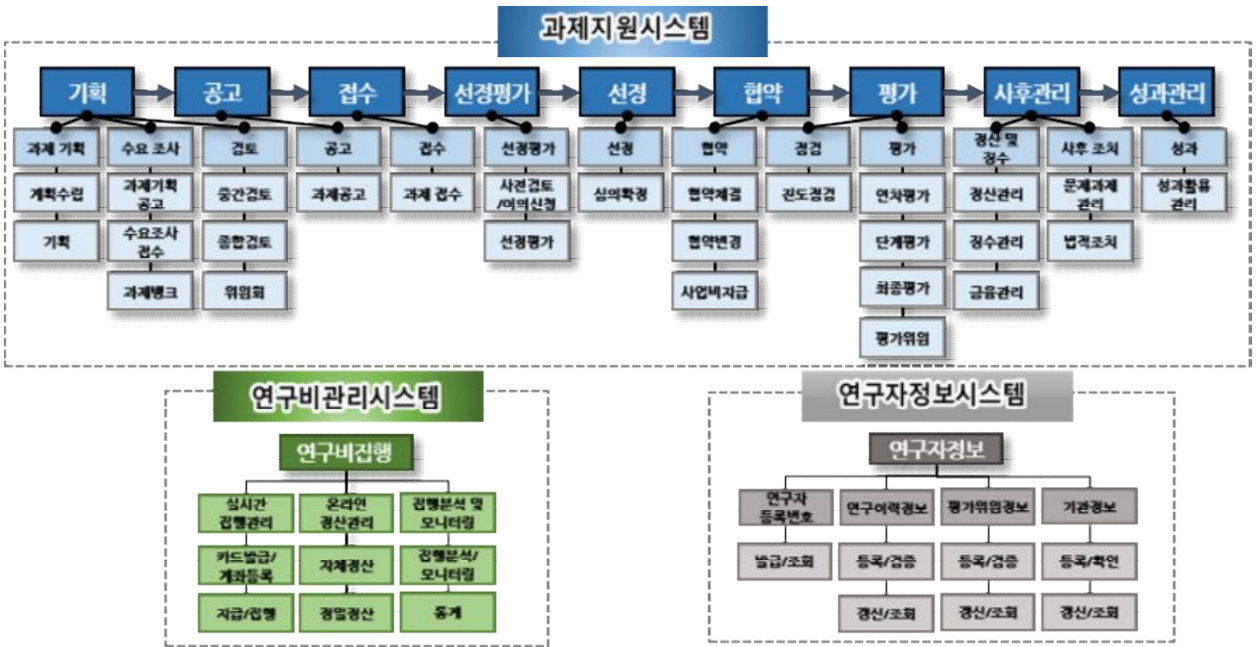 과제지원시스템
기획
공고
접수
선정평가
선정
협약
평가
사후관리
성과관리
과제 기획
수요 조사
검토
공고
접수
선정평가
선정
협약
점검
평가
정산 및
징수
사후 조치
성과
계획수립
과제기획
공고
중간검토
과제공고
과제 접수
사전검토
/이의신청
심의확정
협약체결
진도점검
연차평가
정산관리
문제과제
관리
성과활용
관리
기획
수요조사
접수
종합검토
선정평가
협약변경
단계평가
징수관리
법적조치
과제뱅크
위원회
사업비지급
최종평가
금융관리
평가위원
연구비관리시스템
연구비집행
실시간
집행관리
온라인
정산관리
집행분석 및
모니터링
카드발급/
계좌등록
자체정산
집행분석/
모니터링
지급/집행
정밀정산
통계
연구자정보시스템
연구자정보
연구자
등록번호
연구이력정보
평가위원정보
기관정보
발급/조회
등록/검증
등록/검증
등록/확인
갱신/조회
갱신/조회
갱신/조회